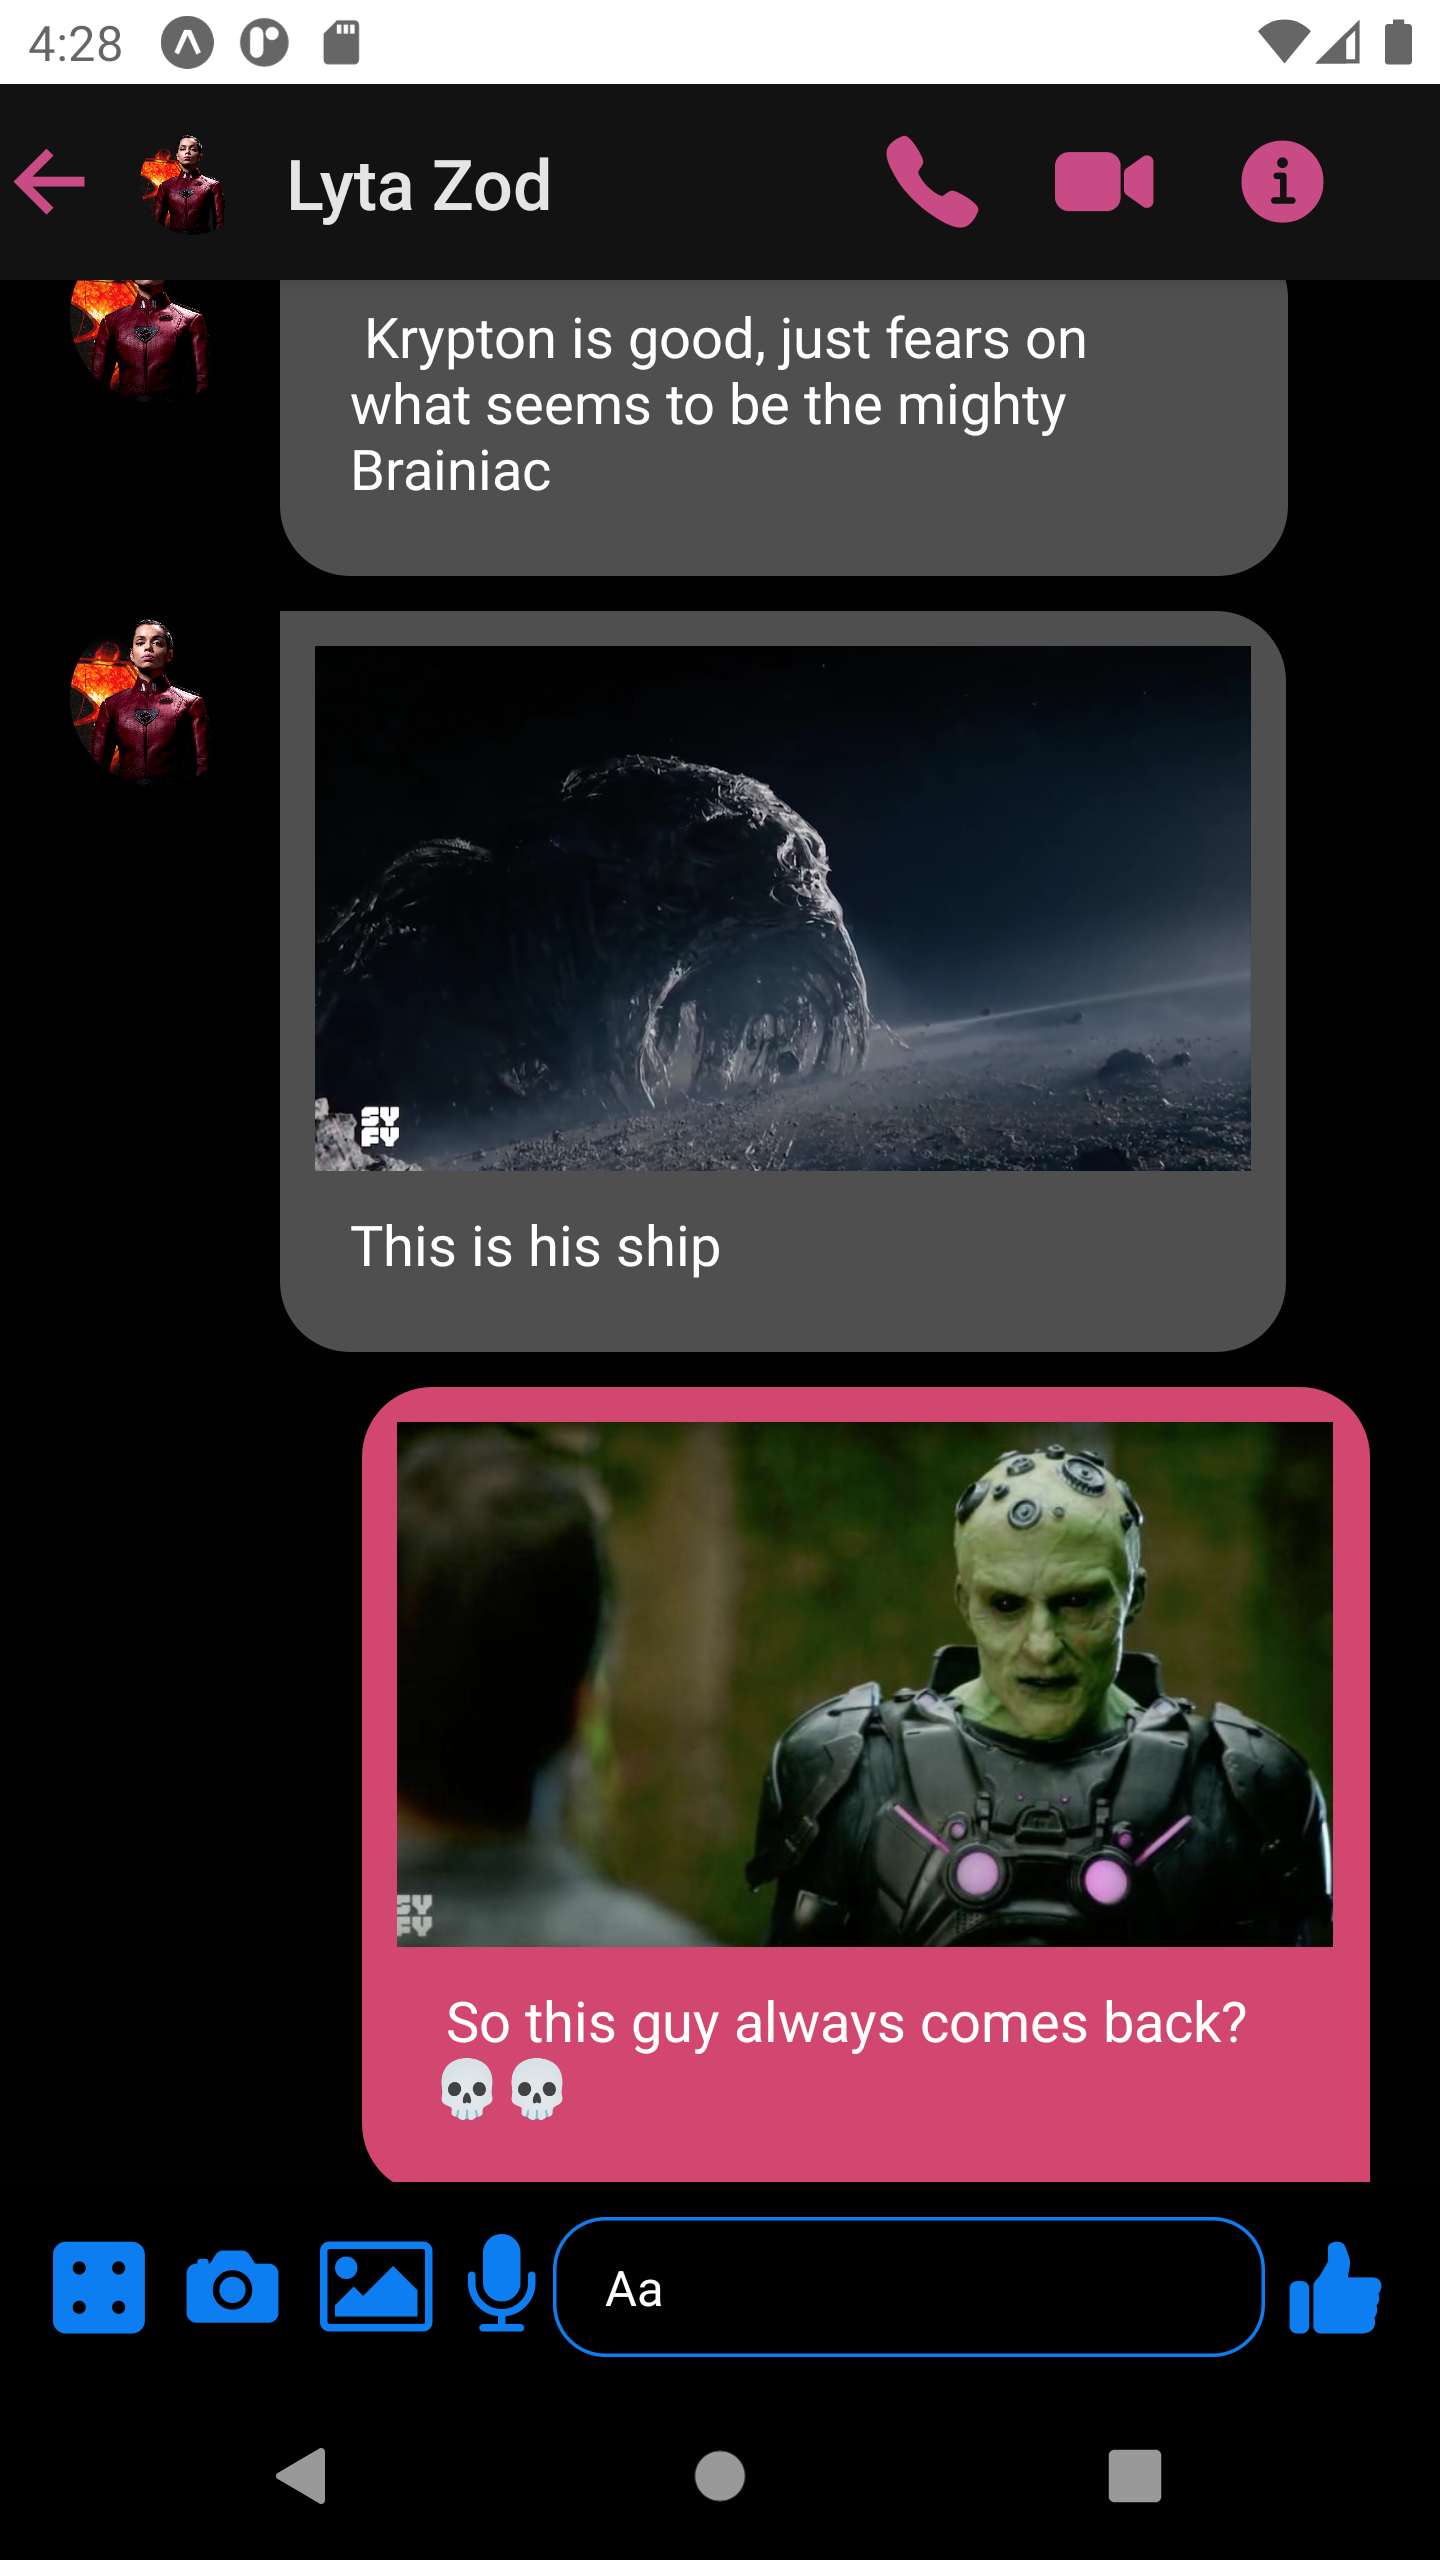 4:28
Lyta Zod
Krypton is good, just fears on
what seems to be the mighty
Brainiac
SY
FY
This is his ship
SY
FY
So this guy always comes back?
💀💀
Aa